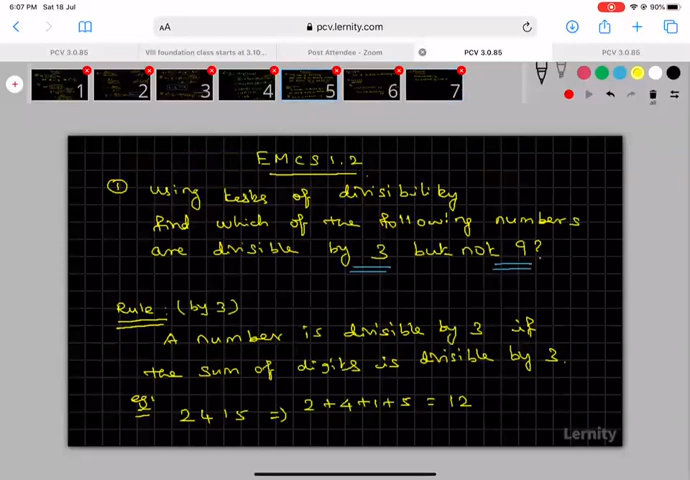 6:07 PM Sat 18 Jul
90%
AA
pcv.lernity.com
PCV 3.0.85
VIII foundation class starts at 3.10...
Post Attendee - Zoom
PCV 3.0.85
PCV 3.0.85
1
2
3
4
5
6
7
all
EMCS 1.2
① using tests of divisibility
find which of the following numbers
are divisible by 3 but not 9?
Rule: (by 3)
A number is divisible by 3 if
the sum of digits is divisible by 3.
eg:
2415 => 2+4+1+5 = 12
Lernity